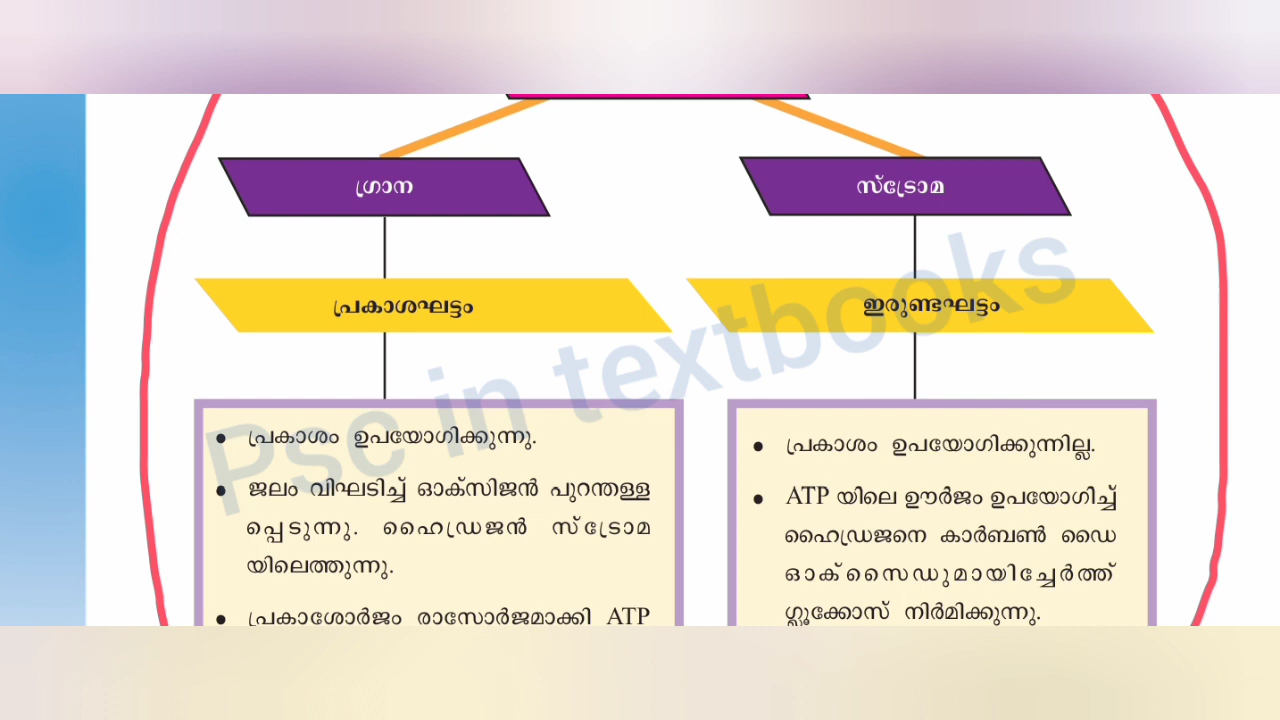 ഗ്രാന
സ്ട്രോമ
പ്രകാശഘട്ടം
ഇരുണ്ടഘട്ടം
Psc in textbooks
• പ്രകാശം ഉപയോഗിക്കുന്നു.
• ജലം വിഘടിച്ച് ഓക്സിജൻ പുറന്തള്ള
പ്പെടുന്നു. ഹൈഡ്രജൻ സ്ട്രോമ
യിലെത്തുന്നു.
• പ്രകാശോർജം രാസോർജമാക്കി ATP
• പ്രകാശം ഉപയോഗിക്കുന്നില്ല.
• ATP യിലെ ഊർജം ഉപയോഗിച്ച്
ഹൈഡ്രജനെ കാർബൺ ഡൈ
ഓക്സൈഡുമായിച്ചേർത്ത്
ഗ്ലൂക്കോസ് നിർമിക്കുന്നു.